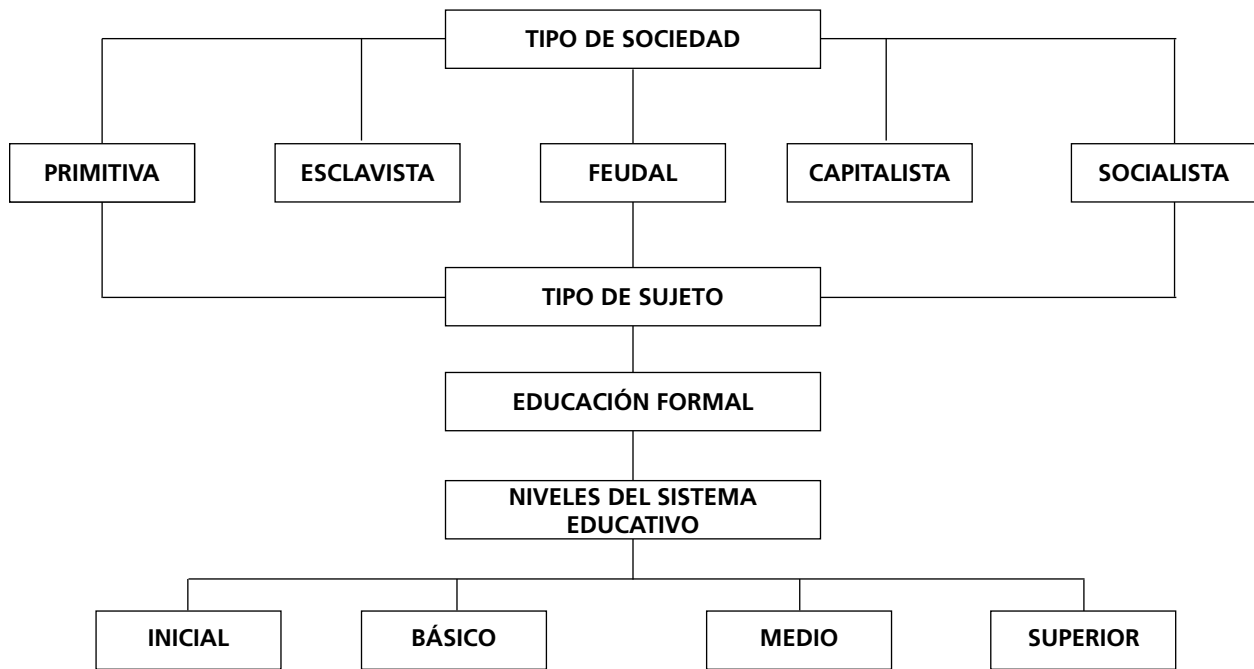 TIPO DE SOCIEDAD
PRIMITIVA
ESCLAVISTA
FEUDAL
CAPITALISTA
SOCIALISTA
TIPO DE SUJETO
EDUCACIÓN FORMAL
NIVELES DEL SISTEMA
EDUCATIVO
INICIAL
BÁSICO
MEDIO
SUPERIOR